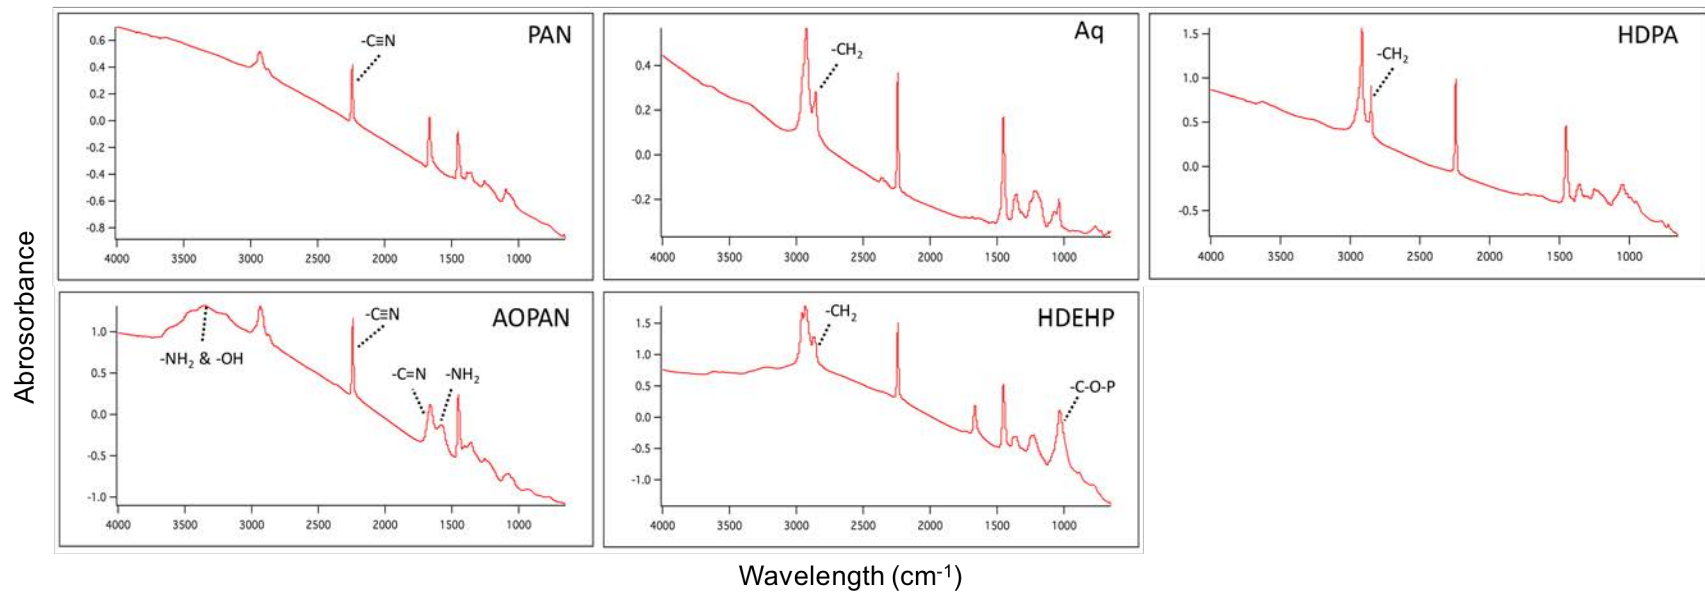 PAN
-C≡N
0.6
0.4
0.2
0.0
-0.2
-0.4
-0.6
-0.8
4000 3500 3000 2500 2000 1500 1000
Aq
-CH₂
0.4
0.2
0.0
-0.2
4000 3500 3000 2500 2000 1500 1000
HDPA
-CH₂
1.5
1.0
0.5
0.0
-0.5
4000 3500 3000 2500 2000 1500 1000
AOPAN
-C≡N
-NH₂ & -OH
-C=N
-NH₂
1.0
0.5
0.0
-0.5
-1.0
4000 3500 3000 2500 2000 1500 1000
HDEHP
-CH₂
-C-O-P
1.5
1.0
0.5
0.0
-0.5
-1.0
4000 3500 3000 2500 2000 1500 1000
Abrosorbance
Wavelength (cm⁻¹)